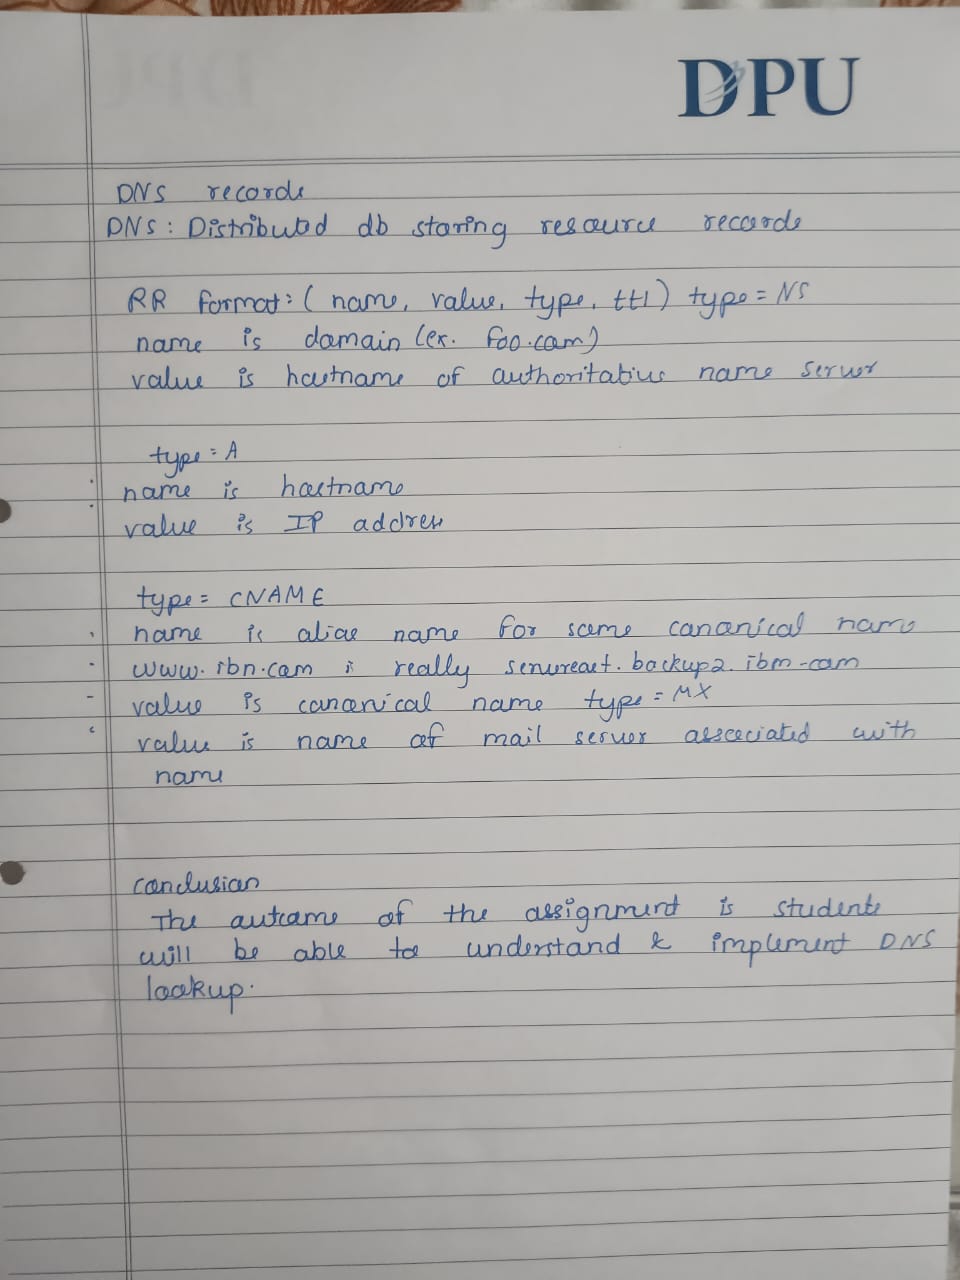 DPU
DNS records
DNS: Distributed db storing resource records
RR format: (name, value, type, ttl) type = NS
name is domain (ex. foo.com)
value is hostname of authoritative name server
type = A
name is hostname
value is IP address
type = CNAME
name is alias name for some canonical name
www.ibn.com is really servereast.backup2.ibm-com
value is canonical name type = MX
value is name of mail server associated with
name
conclusion
The outcome of the assignment is students
will be able to understand & implement DNS
lookup.